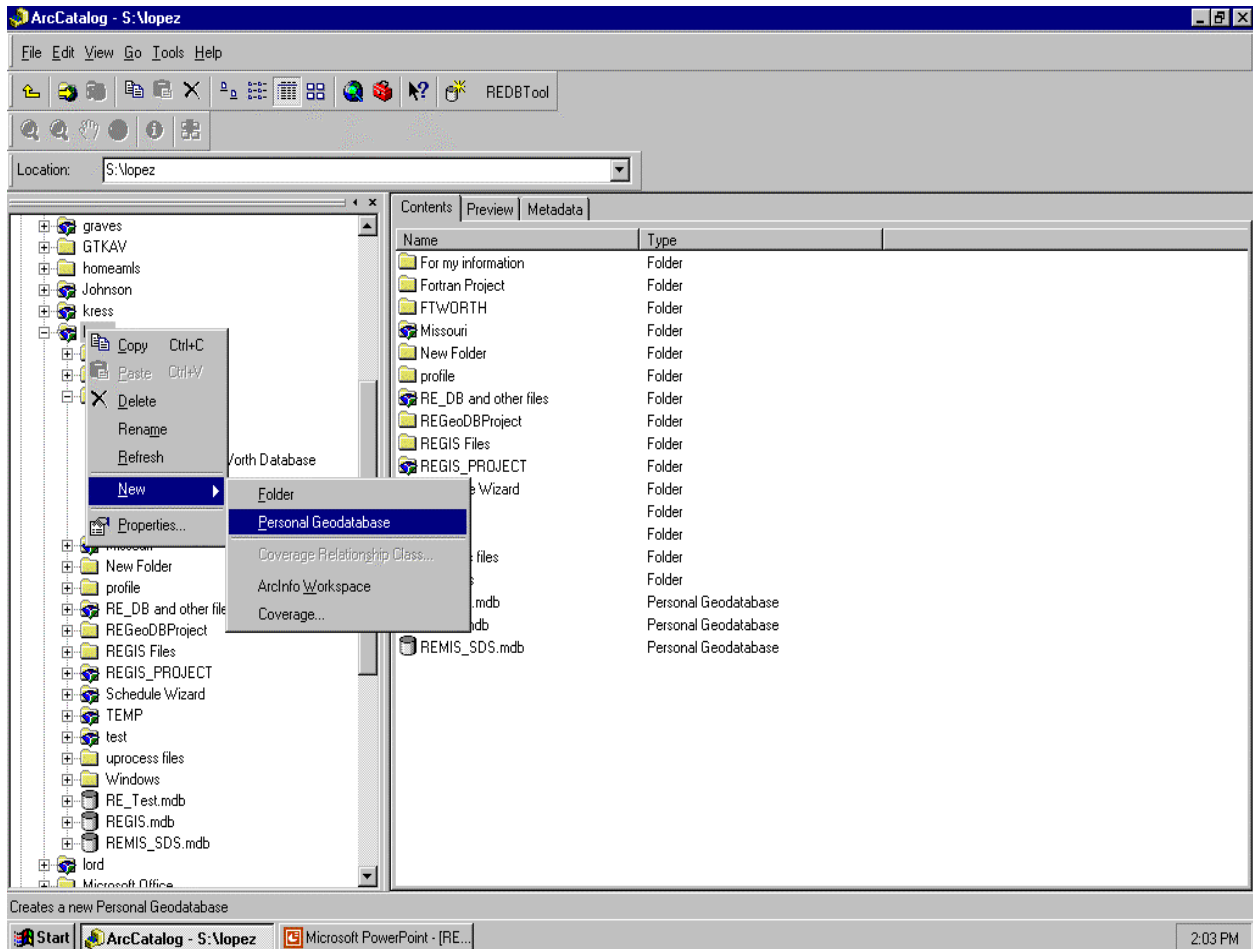 ArcCatalog - S:\lopez
File Edit View Go Tools Help
REDBTool
Location: S:\lopez
graves
GTKAV
homeamls
Johnson
kress
Copy Ctrl+C
Paste Ctrl+V
Delete
Rename
Refresh
New
Properties...
Worth Database
Folder
Personal Geodatabase
Coverage Relationship Class...
ArcInfo Workspace
Coverage...
Missouri
New Folder
profile
RE_DB and other file
REGeoDBProject
REGIS Files
REGIS_PROJECT
Schedule Wizard
TEMP
test
uprocess files
Windows
RE_Test.mdb
REGIS.mdb
REMIS_SDS.mdb
lord
Microsoft Office
Contents Preview Metadata
Name Type
For my information Folder
Fortran Project Folder
FTWORTH Folder
Missouri Folder
New Folder Folder
profile Folder
RE_DB and other files Folder
REGeoDBProject Folder
REGIS Files Folder
REGIS_PROJECT Folder
Wizard Folder
Folder
Folder
files Folder
Folder
.mdb Personal Geodatabase
Personal Geodatabase
REMIS_SDS.mdb Personal Geodatabase
Creates a new Personal Geodatabase
Start ArcCatalog - S:\lopez Microsoft PowerPoint - [RE... 2:03 PM